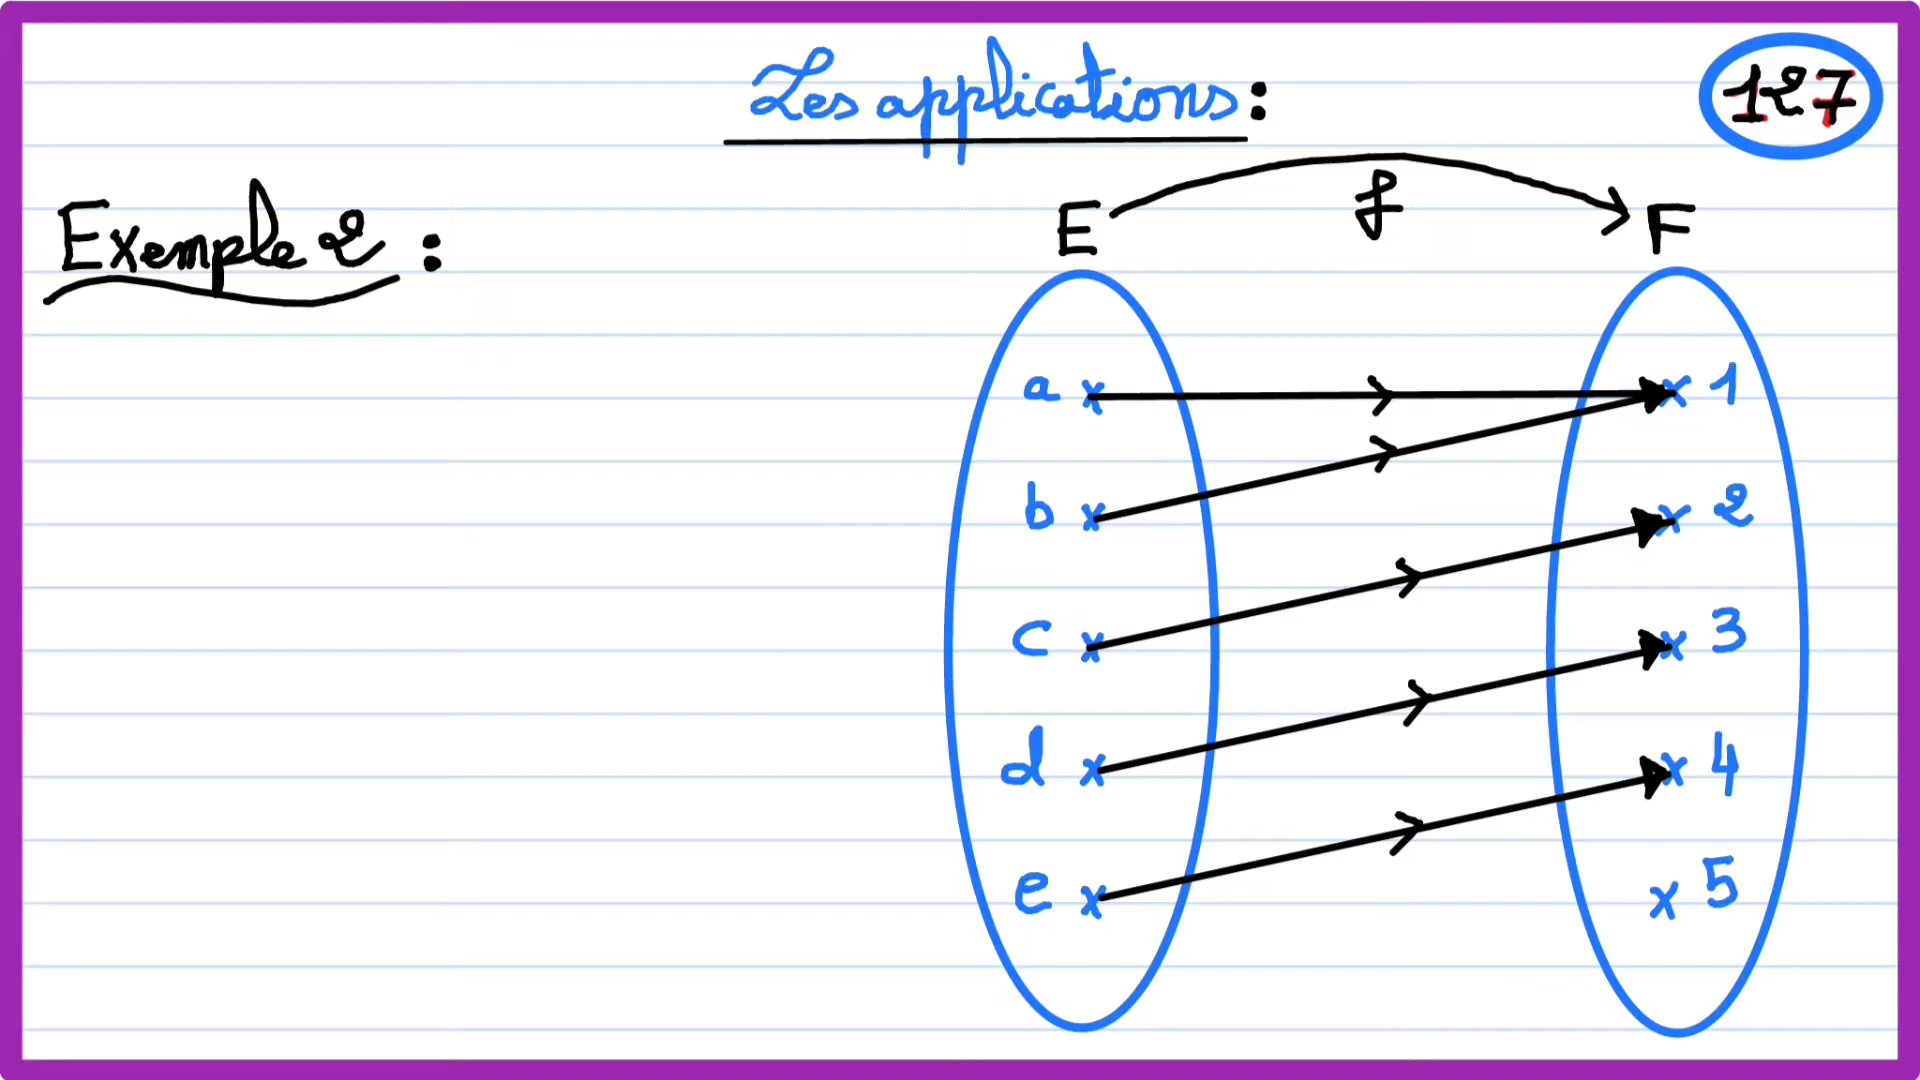 Les applications :
127
Exemple 2 :
E f F
a 1
b 2
c 3
d 4
e 5